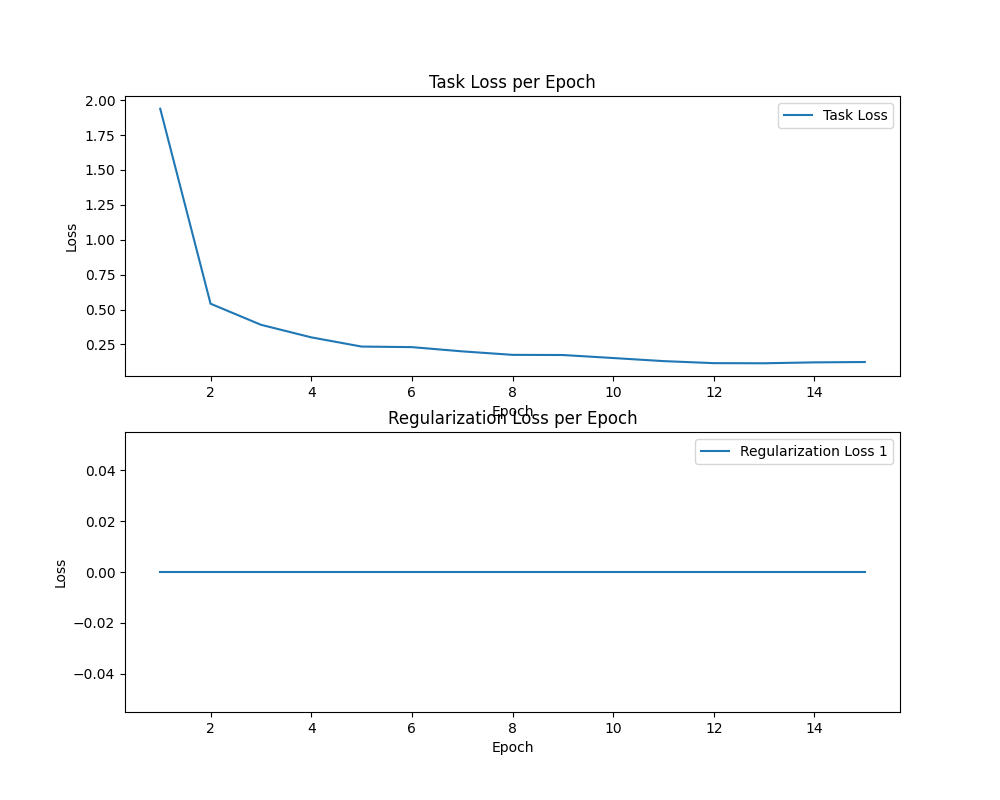 Task Loss per Epoch
Task Loss
2.00
1.75
1.50
1.25
1.00
0.75
0.50
0.25
Loss
2 4 6 8 10 12 14
Epoch
Regularization Loss per Epoch
Regularization Loss 1
0.04
0.02
0.00
−0.02
−0.04
Loss
2 4 6 8 10 12 14
Epoch